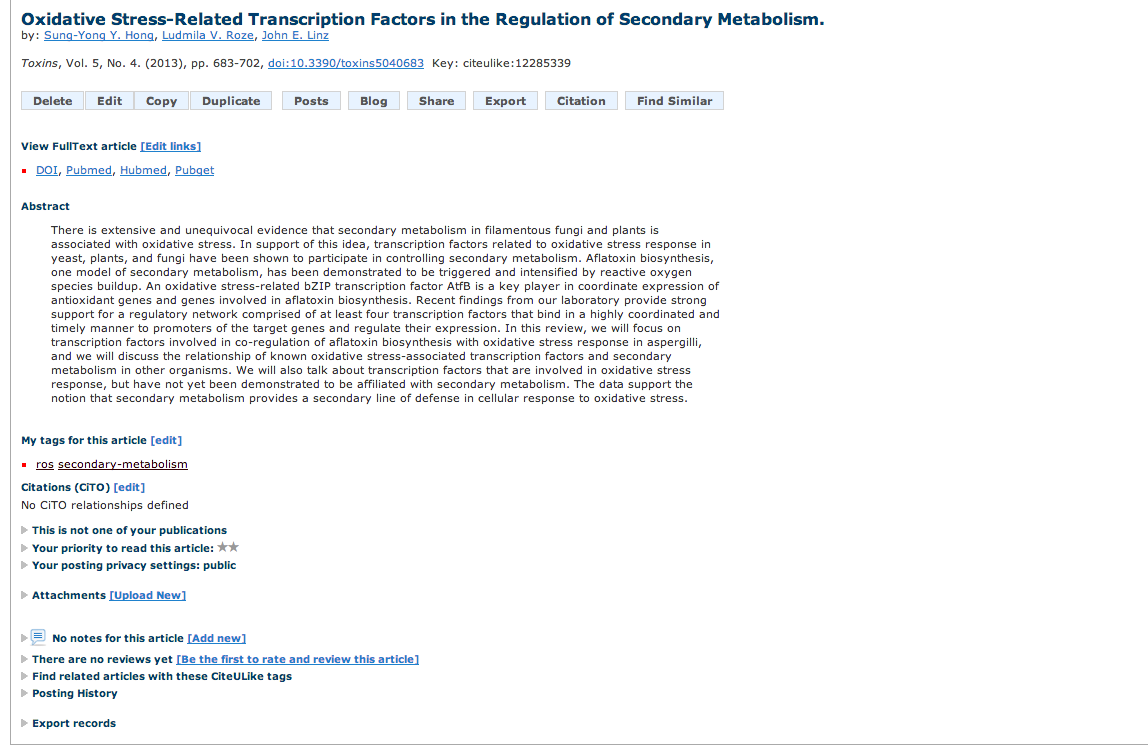 Oxidative Stress-Related Transcription Factors in the Regulation of Secondary Metabolism.
by: Sung-Yong Y. Hong, Ludmila V. Roze, John E. Linz
Toxins, Vol. 5, No. 4. (2013), pp. 683-702, doi:10.3390/toxins5040683 Key: citeulike:12285339
Delete Edit Copy Duplicate Posts Blog Share Export Citation Find Similar
View FullText article [Edit links]
DOI, Pubmed, Hubmed, Pubget
Abstract
There is extensive and unequivocal evidence that secondary metabolism in filamentous fungi and plants is
associated with oxidative stress. In support of this idea, transcription factors related to oxidative stress response in
yeast, plants, and fungi have been shown to participate in controlling secondary metabolism. Aflatoxin biosynthesis,
one model of secondary metabolism, has been demonstrated to be triggered and intensified by reactive oxygen
species buildup. An oxidative stress-related bZIP transcription factor AtfB is a key player in coordinate expression of
antioxidant genes and genes involved in aflatoxin biosynthesis. Recent findings from our laboratory provide strong
support for a regulatory network comprised of at least four transcription factors that bind in a highly coordinated and
timely manner to promoters of the target genes and regulate their expression. In this review, we will focus on
transcription factors involved in co-regulation of aflatoxin biosynthesis with oxidative stress response in aspergilli,
and we will discuss the relationship of known oxidative stress-associated transcription factors and secondary
metabolism in other organisms. We will also talk about transcription factors that are involved in oxidative stress
response, but have not yet been demonstrated to be affiliated with secondary metabolism. The data support the
notion that secondary metabolism provides a secondary line of defense in cellular response to oxidative stress.
My tags for this article [edit]
ros secondary-metabolism
Citations (CiTO) [edit]
No CiTO relationships defined
This is not one of your publications
Your priority to read this article: ★★
Your posting privacy settings: public
Attachments [Upload New]
No notes for this article [Add new]
There are no reviews yet [Be the first to rate and review this article]
Find related articles with these CiteULike tags
Posting History
Export records